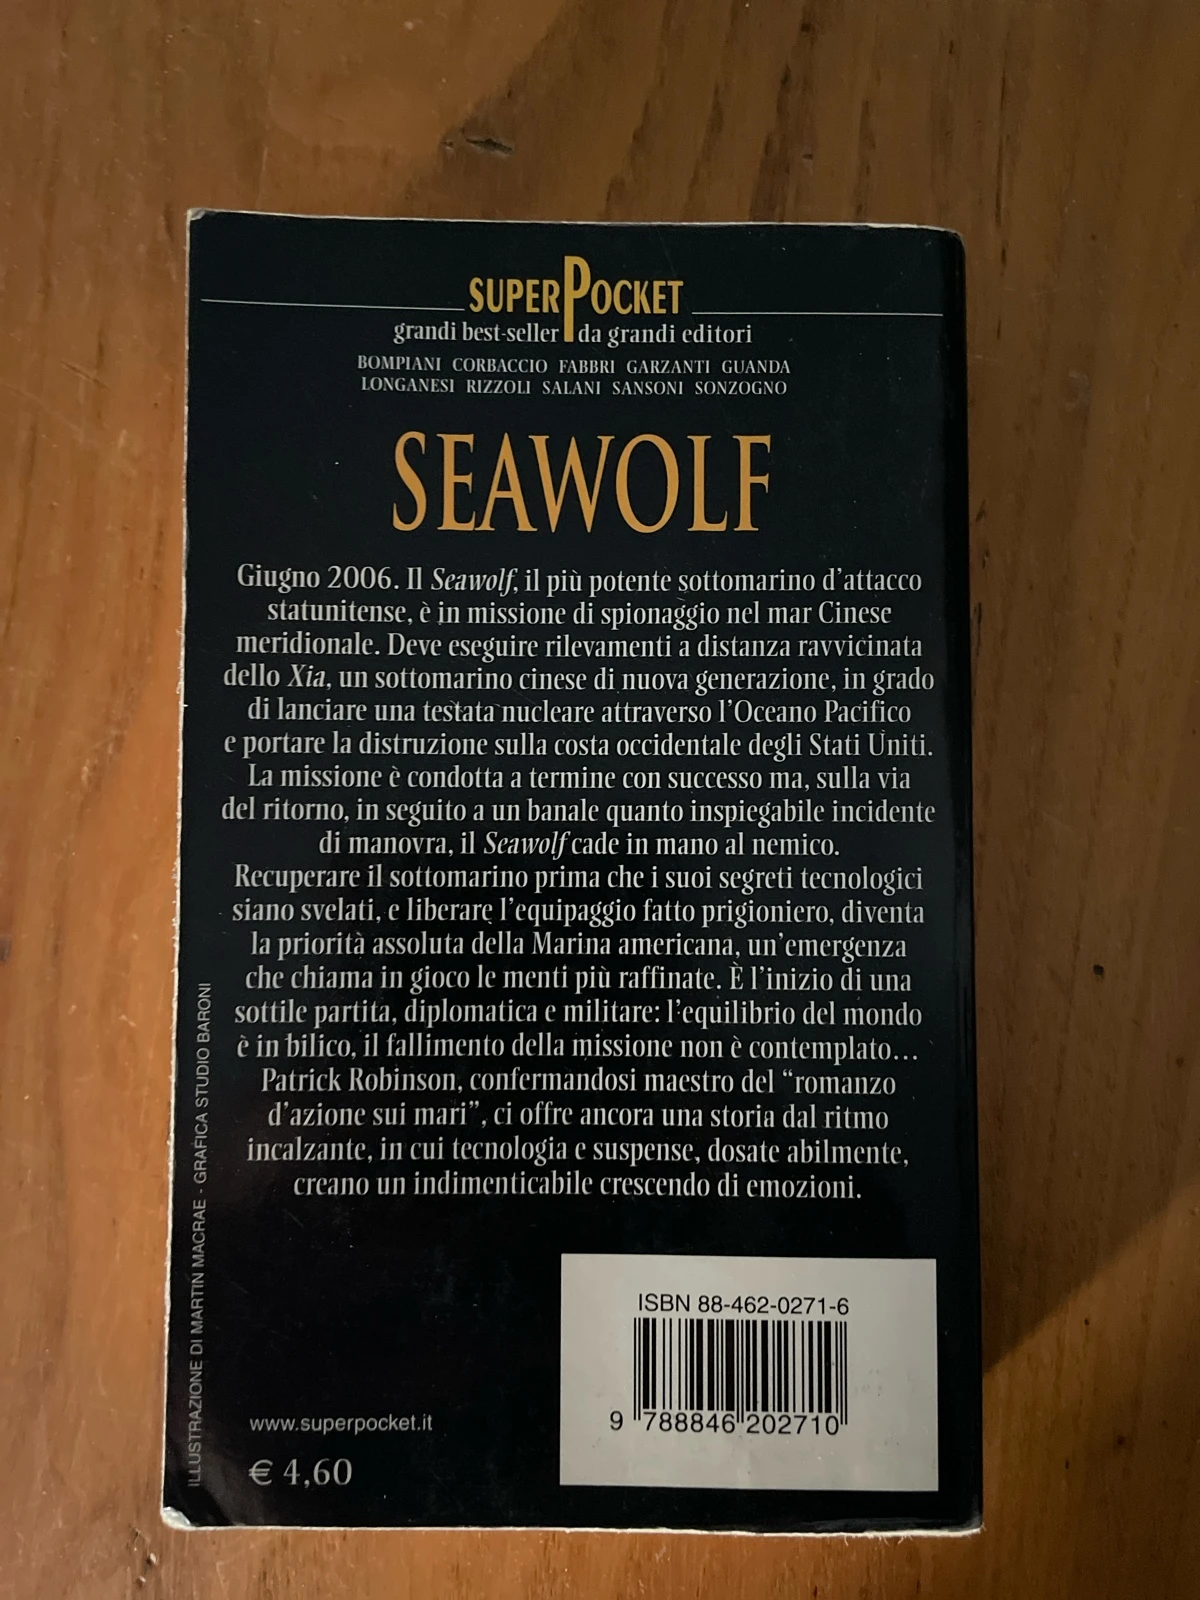 SUPERPOCKET
grandi best-seller da grandi editori
BOMPIANI CORBACCIO FABBRI GARZANTI GUANDA
LONGANESI RIZZOLI SALANI SANSONI SONZOGNO
SEAWOLF
Giugno 2006. Il Seawolf, il più potente sottomarino d'attacco
statunitense, è in missione di spionaggio nel mar Cinese
meridionale. Deve eseguire rilevamenti a distanza ravvicinata
dello Xia, un sottomarino cinese di nuova generazione, in grado
di lanciare una testata nucleare attraverso l'Oceano Pacifico
e portare la distruzione sulla costa occidentale degli Stati Uniti.
La missione è condotta a termine con successo ma, sulla via
del ritorno, in seguito a un banale quanto inspiegabile incidente
di manovra, il Seawolf cade in mano al nemico.
Recuperare il sottomarino prima che i suoi segreti tecnologici
siano svelati, e liberare l'equipaggio fatto prigioniero, diventa
la priorità assoluta della Marina americana, un'emergenza
che chiama in gioco le menti più raffinate. È l'inizio di una
sottile partita, diplomatica e militare: l'equilibrio del mondo
è in bilico, il fallimento della missione non è contemplato...
Patrick Robinson, confermandosi maestro del “romanzo
d'azione sui mari”, ci offre ancora una storia dal ritmo
incalzante, in cui tecnologia e suspense, dosate abilmente,
creano un indimenticabile crescendo di emozioni.
ILLUSTRAZIONE DI MARTIN MACRAE - GRAFICA STUDIO BARONI
ISBN 88-462-0271-6
9 788846 202710
www.superpocket.it
€ 4,60